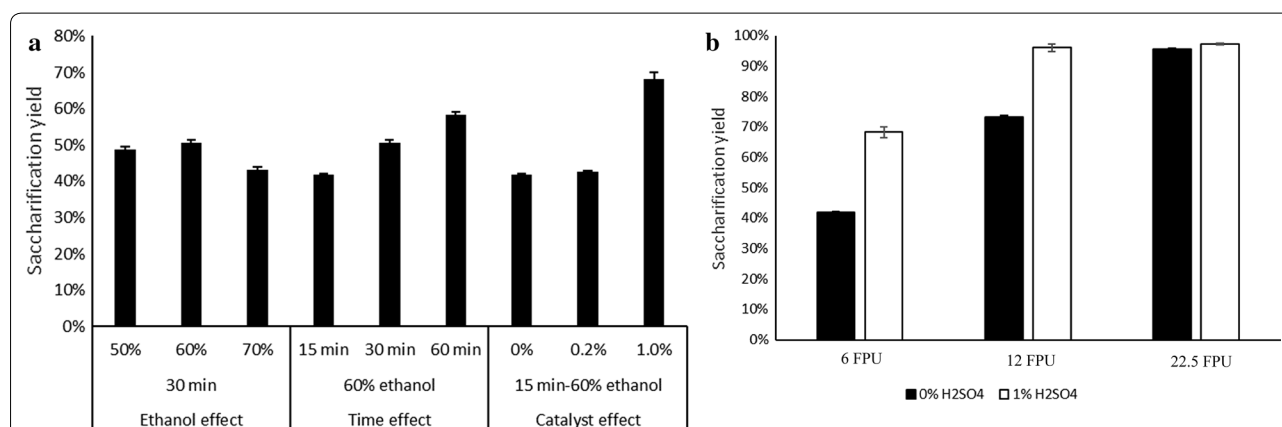 a
80%
70%
60%
50%
40%
30%
20%
10%
0%
Saccharification yield
50% 60% 70% 15 min 30 min 60 min 0% 0.2% 1.0%
30 min 60% ethanol 15 min-60% ethanol
Ethanol effect Time effect Catalyst effect
b
100%
90%
80%
70%
60%
50%
40%
30%
20%
10%
0%
Saccharification yield
6 FPU 12 FPU 22.5 FPU
0% H2SO4 1% H2SO4